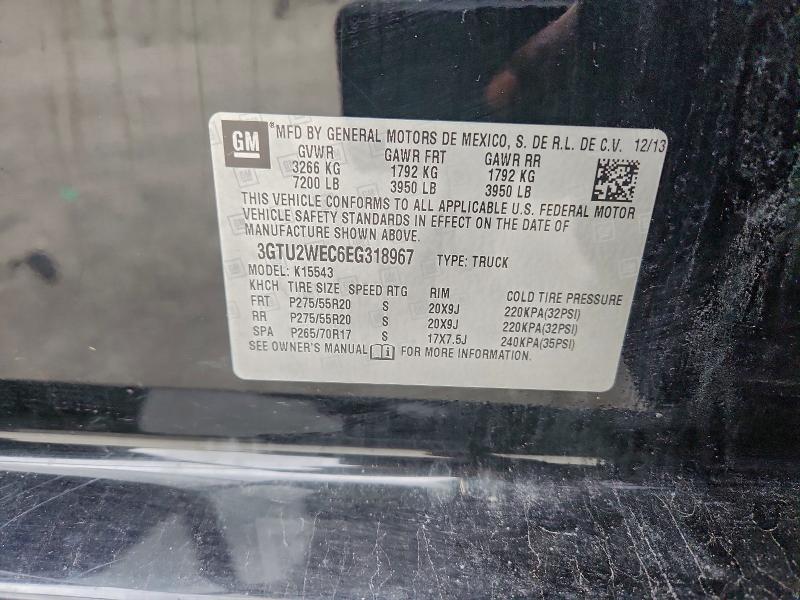 GM ® MFD BY GENERAL MOTORS DE MEXICO, S. DE R.L. DE C.V. 12/13
GVWR GAWR FRT GAWR RR
3266 KG 1792 KG 1792 KG
7200 LB 3950 LB 3950 LB
THIS VEHICLE CONFORMS TO ALL APPLICABLE U.S. FEDERAL MOTOR
VEHICLE SAFETY STANDARDS IN EFFECT ON THE DATE OF
MANUFACTURE SHOWN ABOVE.
3GTU2WEC6EG318967 TYPE: TRUCK
MODEL: K15543
KHCH TIRE SIZE SPEED RTG RIM COLD TIRE PRESSURE
FRT P275/55R20 S 20X9J 220KPA(32PSI)
RR P275/55R20 S 20X9J 220KPA(32PSI)
SPA P265/70R17 S 17X7.5J 240KPA(35PSI)
SEE OWNER'S MANUAL FOR MORE INFORMATION.